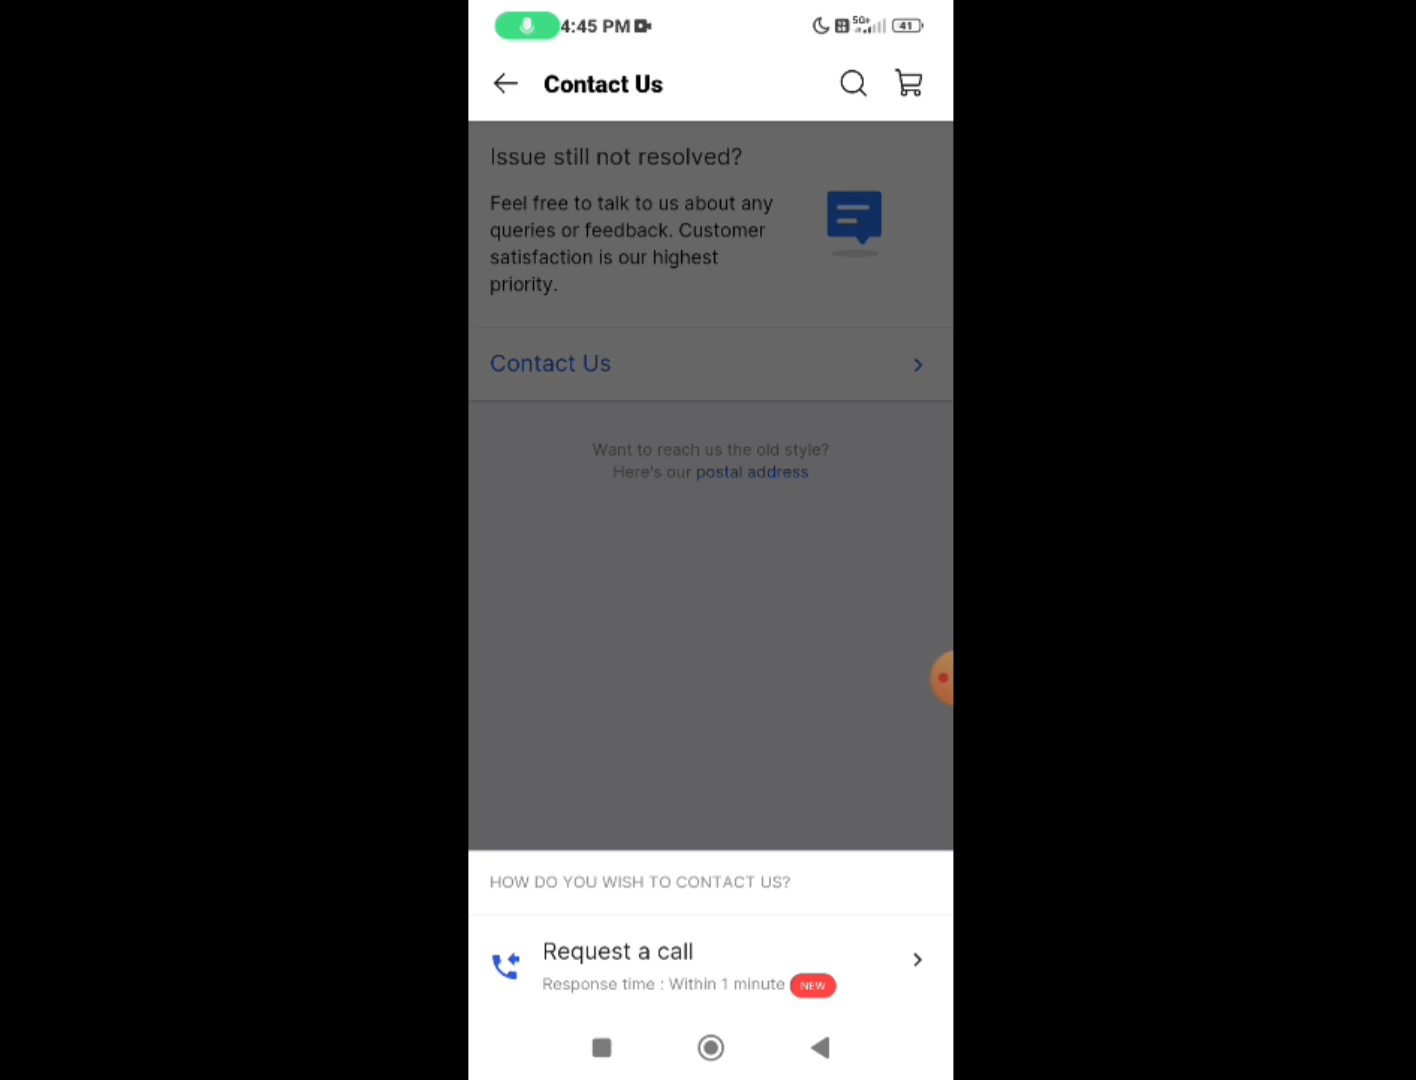 4:45 PM
5G+
41
Contact Us
Issue still not resolved?
Feel free to talk to us about any
queries or feedback. Customer
satisfaction is our highest
priority.
Contact Us
Want to reach us the old style?
Here's our postal address
HOW DO YOU WISH TO CONTACT US?
Request a call
Response time : Within 1 minute NEW